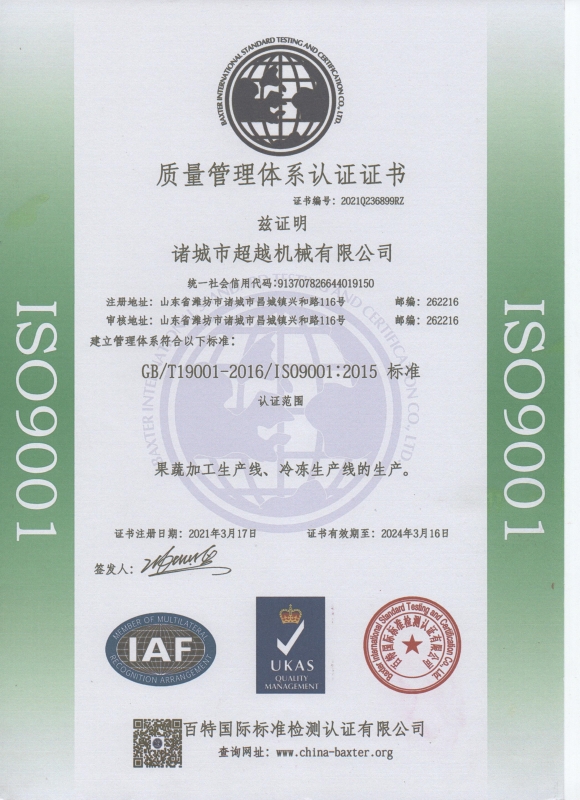 BAXTER INTERNATIONAL STANDARD TESTING AND CERTIFICATION CO., LTD.
质量管理体系认证证书
证书编号：2021Q236899RZ
兹证明
诸城市超越机械有限公司
统一社会信用代码:913707826644019150
注册地址：山东省潍坊市诸城市昌城镇兴和路116号 邮编：262216
审核地址：山东省潍坊市诸城市昌城镇兴和路116号 邮编：262216
建立管理体系符合以下标准：
GB/T19001-2016/ISO9001:2015 标准
认证范围
果蔬加工生产线、冷冻生产线的生产。
ISO9001
ISO9001
证书注册日期：2021年3月17日 证书有效期至：2024年3月16日
签发人：
MEMBER OF MULTILATERAL
IAF
RECOGNITION ARRANGEMENT
UKAS
QUALITY
MANAGEMENT
Baxter International Standard Testing and Certification Co., Ltd.
百特国际标准检测认证有限公司
百特国际标准检测认证有限公司
查询网址：www.china-baxter.org